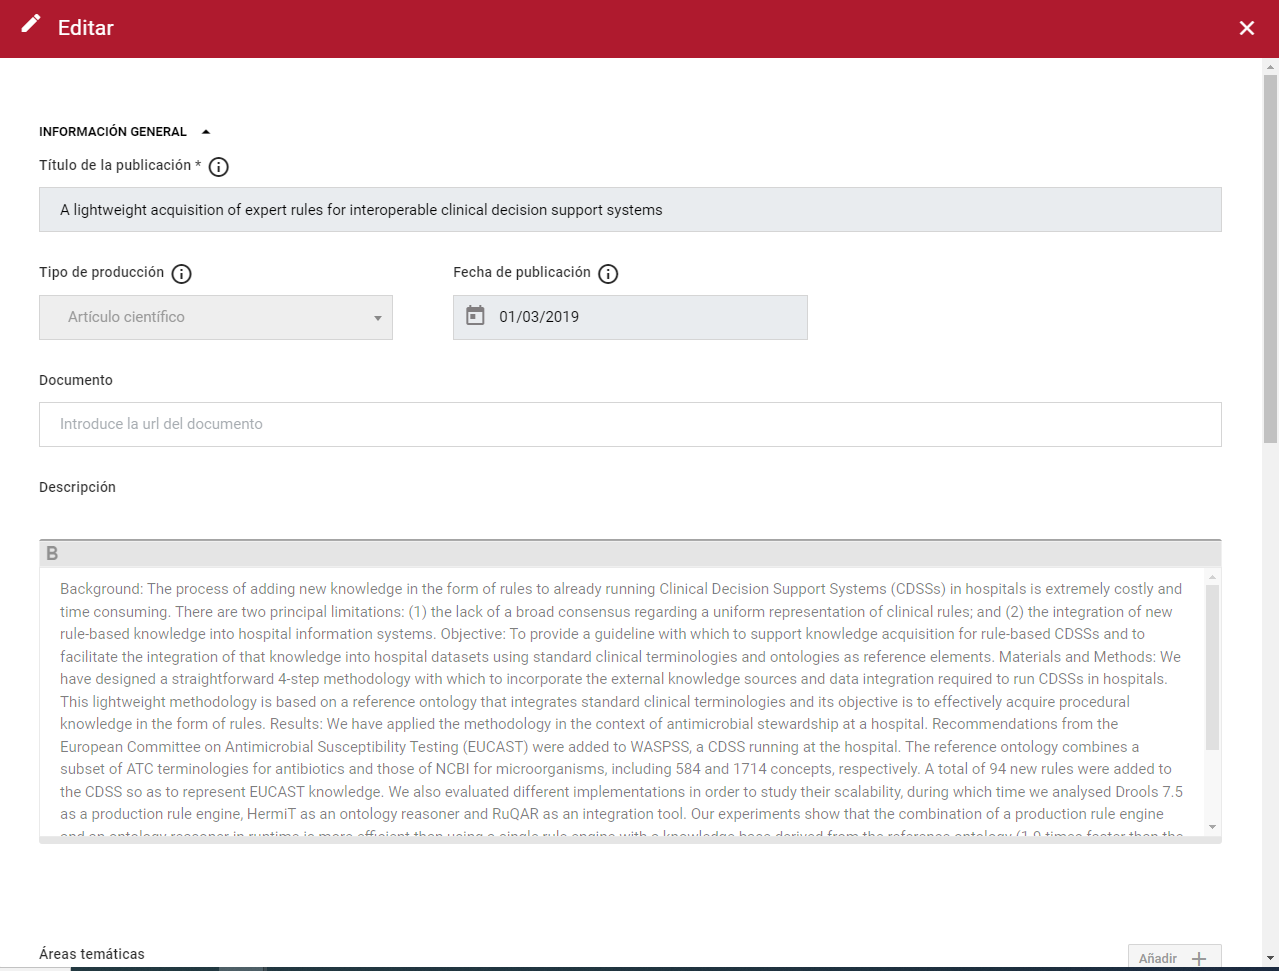 Editar
INFORMACIÓN GENERAL
Título de la publicación *
A lightweight acquisition of expert rules for interoperable clinical decision support systems
Tipo de producción
Fecha de publicación
Artículo científico
01/03/2019
Documento
Introduce la url del documento
Descripción
B
Background: The process of adding new knowledge in the form of rules to already running Clinical Decision Support Systems (CDSSs) in hospitals is extremely costly and
time consuming. There are two principal limitations: (1) the lack of a broad consensus regarding a uniform representation of clinical rules; and (2) the integration of new
rule-based knowledge into hospital information systems. Objective: To provide a guideline with which to support knowledge acquisition for rule-based CDSSs and to
facilitate the integration of that knowledge into hospital datasets using standard clinical terminologies and ontologies as reference elements. Materials and Methods: We
have designed a straightforward 4-step methodology with which to incorporate the external knowledge sources and data integration required to run CDSSs in hospitals.
This lightweight methodology is based on a reference ontology that integrates standard clinical terminologies and its objective is to effectively acquire procedural
knowledge in the form of rules. Results: We have applied the methodology in the context of antimicrobial stewardship at a hospital. Recommendations from the
European Committee on Antimicrobial Susceptibility Testing (EUCAST) were added to WASPSS, a CDSS running at the hospital. The reference ontology combines a
subset of ATC terminologies for antibiotics and those of NCBI for microorganisms, including 584 and 1714 concepts, respectively. A total of 94 new rules were added to
the CDSS so as to represent EUCAST knowledge. We also evaluated different implementations in order to study their scalability, during which time we analysed Drools 7.5
as a production rule engine, HermiT as an ontology reasoner and RuQAR as an integration tool. Our experiments show that the combination of a production rule engine
and an ontology reasoner in runtime is more efficient than using a single rule engine with a knowledge base derived from the reference ontology (1.9 times faster than the
Áreas temáticas
Añadir